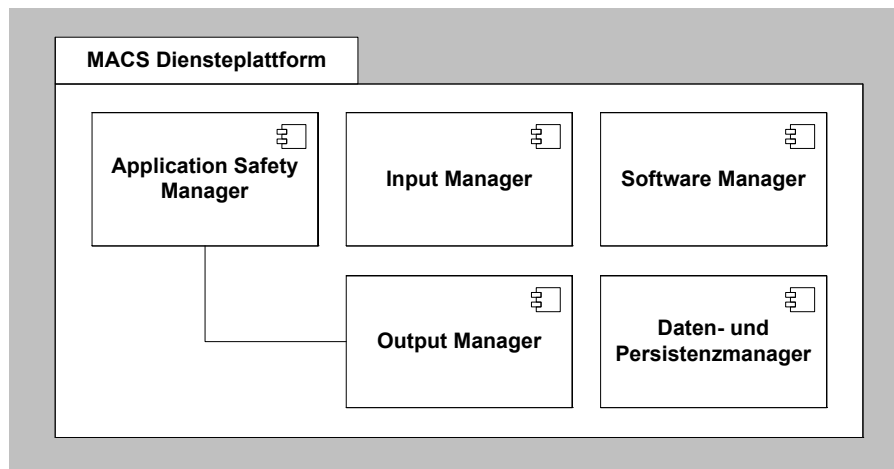 MACS Diensteplattform
Application Safety
Manager
Input Manager
Software Manager
Output Manager
Daten- und
Persistenzmanager